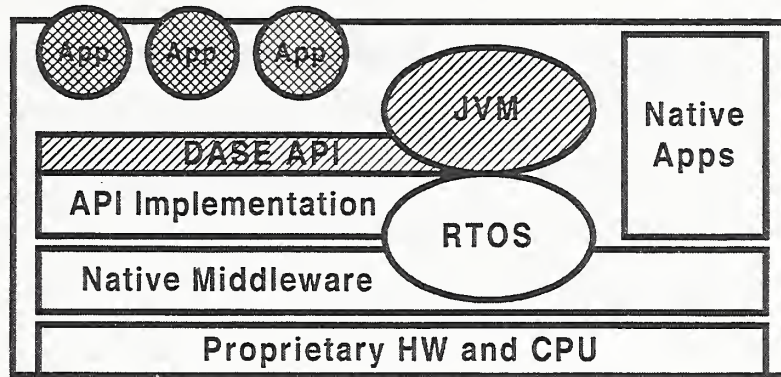 App App App
JVM
Native
Apps
DASE API
API Implementation
RTOS
Native Middleware
Proprietary HW and CPU